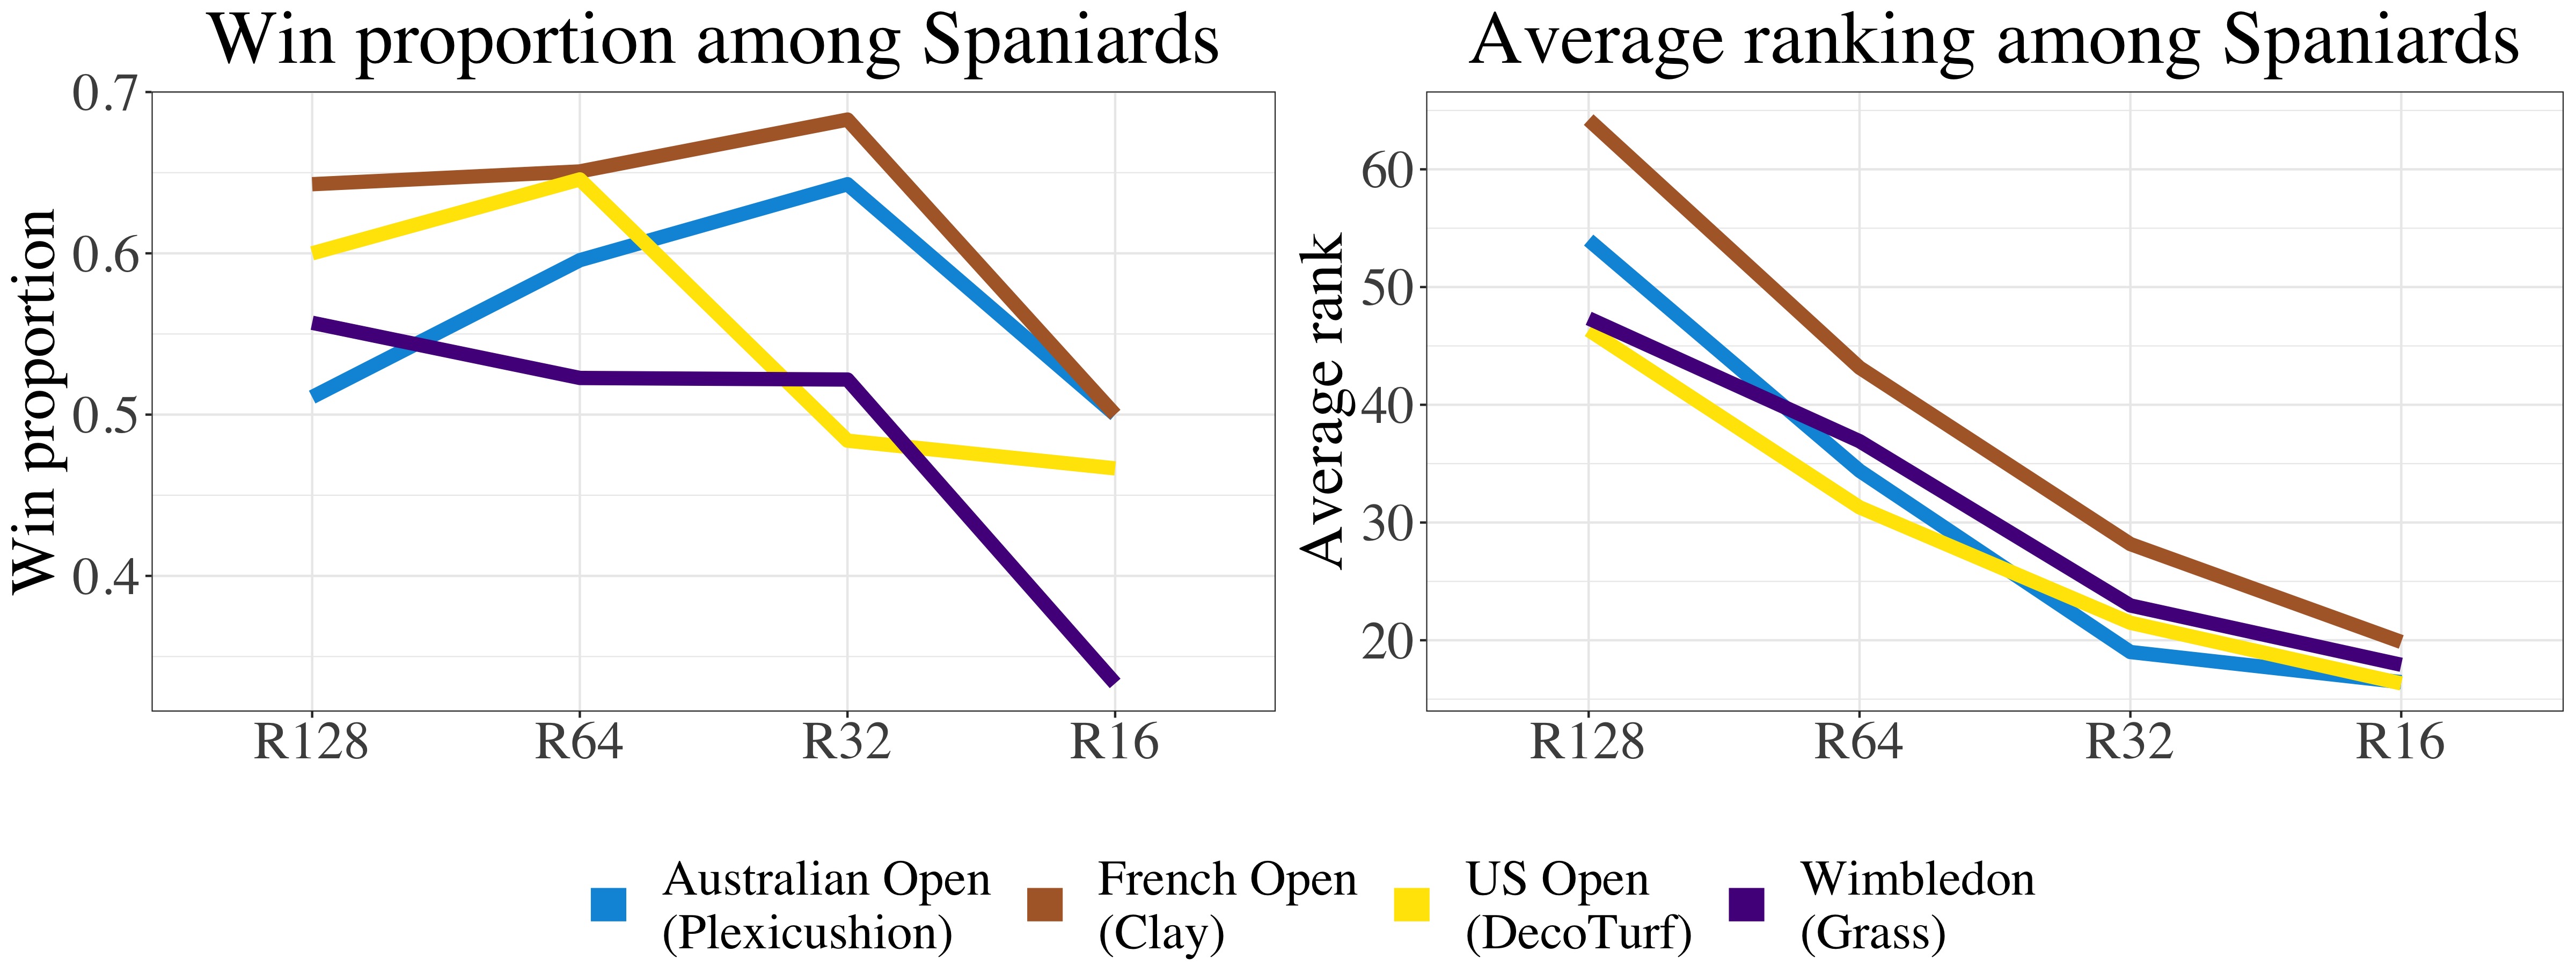 Win proportion among Spaniards
Win proportion
0.7
0.6
0.5
0.4
R128 R64 R32 R16
Average ranking among Spaniards
Average rank
60
50
40
30
20
R128 R64 R32 R16
Australian Open
(Plexicushion)
French Open
(Clay)
US Open
(DecoTurf)
Wimbledon
(Grass)